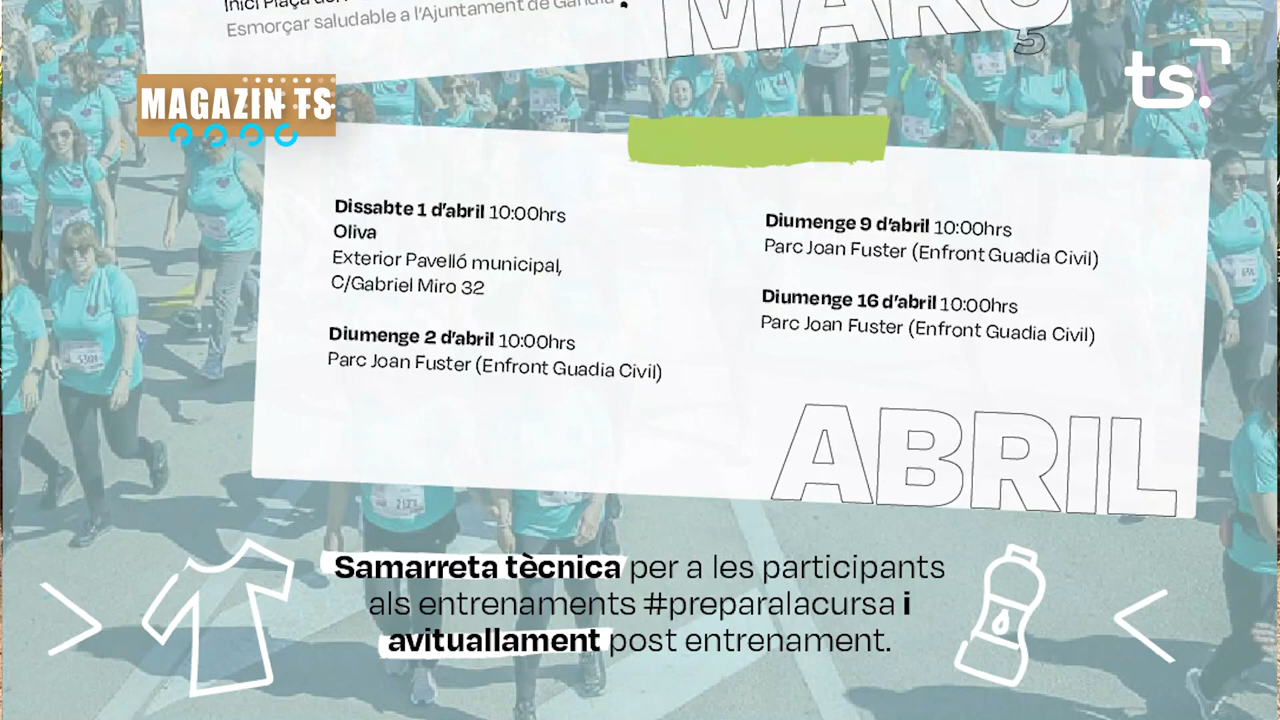 Inici Plaça
Esmorçar saludable a l'Ajuntament de Gandia
MARÇ
MAGAZÍN TS
ts.
Dissabte 1 d'abril 10:00hrs
Oliva
Exterior Pavelló municipal,
C/Gabriel Miro 32
Diumenge 2 d'abril 10:00hrs
Parc Joan Fuster (Enfront Guadia Civil)
Diumenge 9 d'abril 10:00hrs
Parc Joan Fuster (Enfront Guadia Civil)
Diumenge 16 d'abril 10:00hrs
Parc Joan Fuster (Enfront Guadia Civil)
ABRIL
Samarreta tècnica per a les participants
als entrenaments #preparalacursa i
avituallament post entrenament.